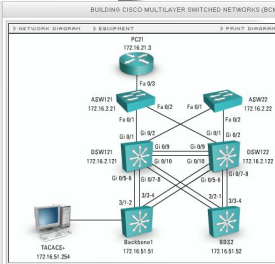 BUILDING CISCO MULTILAYER SWITCHED NETWORKS (BCM
NETWORK DIAGRAM
EQUIPMENT
PRINT DIAGRAM
PC21
172.16.21.3
Fa 0/3
ASW121
172.16.2.21
Fa 0/2
Fa 0/2
ASW22
172.16.2.22
Fa 0/1
Fa 0/1
Gi 0/1
Gi 0/2
Gi 0/1
Gi 0/2
Gi 0/9
Gi 0/9
DSW121
172.16.2.121
Gi 0/10
Gi 0/10
DSW122
172.16.2.122
Gi 0/5-6
Gi 0/7-8
Gi 0/5-6
Gi 0/7-8
3/1-2
3/3-4
3/2-1
3/3-4
TACACS+
172.16.51.254
Backbone1
172.16.51.51
BBS2
172.16.51.52